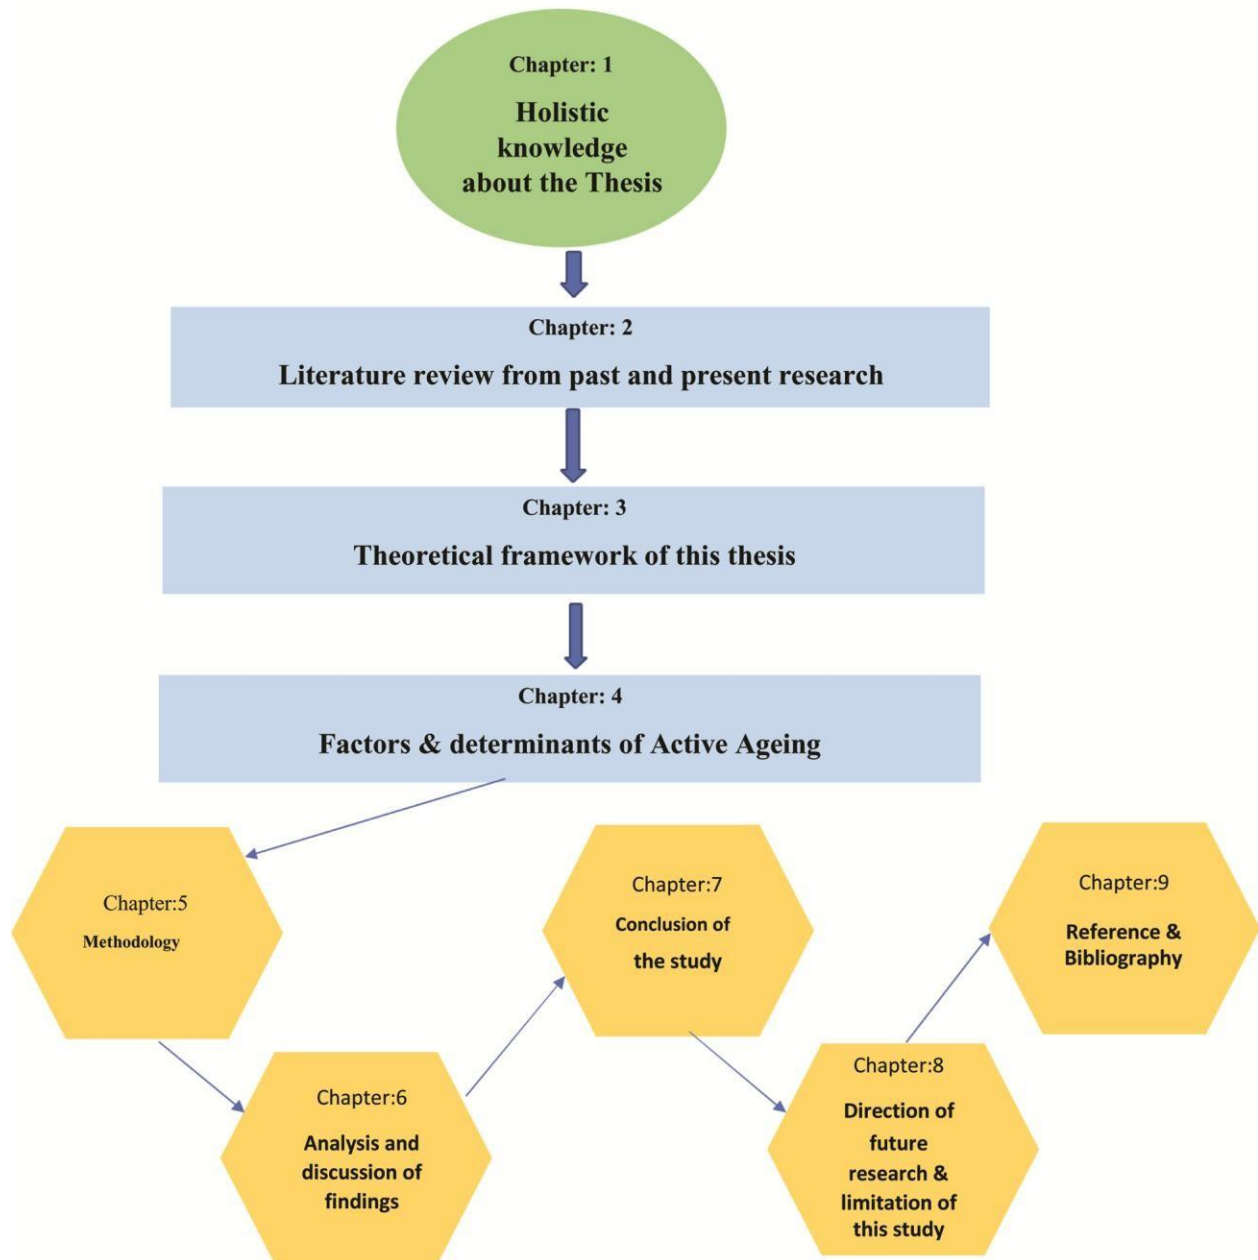 Chapter: 1
Holistic
knowledge
about the Thesis
Chapter: 2
Literature review from past and present research
Chapter: 3
Theoretical framework of this thesis
Chapter: 4
Factors & determinants of Active Ageing
Chapter:5
Methodology
Chapter:6
Analysis and
discussion of
findings
Chapter:7
Conclusion of
the study
Chapter:8
Direction of
future
research &
limitation of
this study
Chapter:9
Reference &
Bibliography